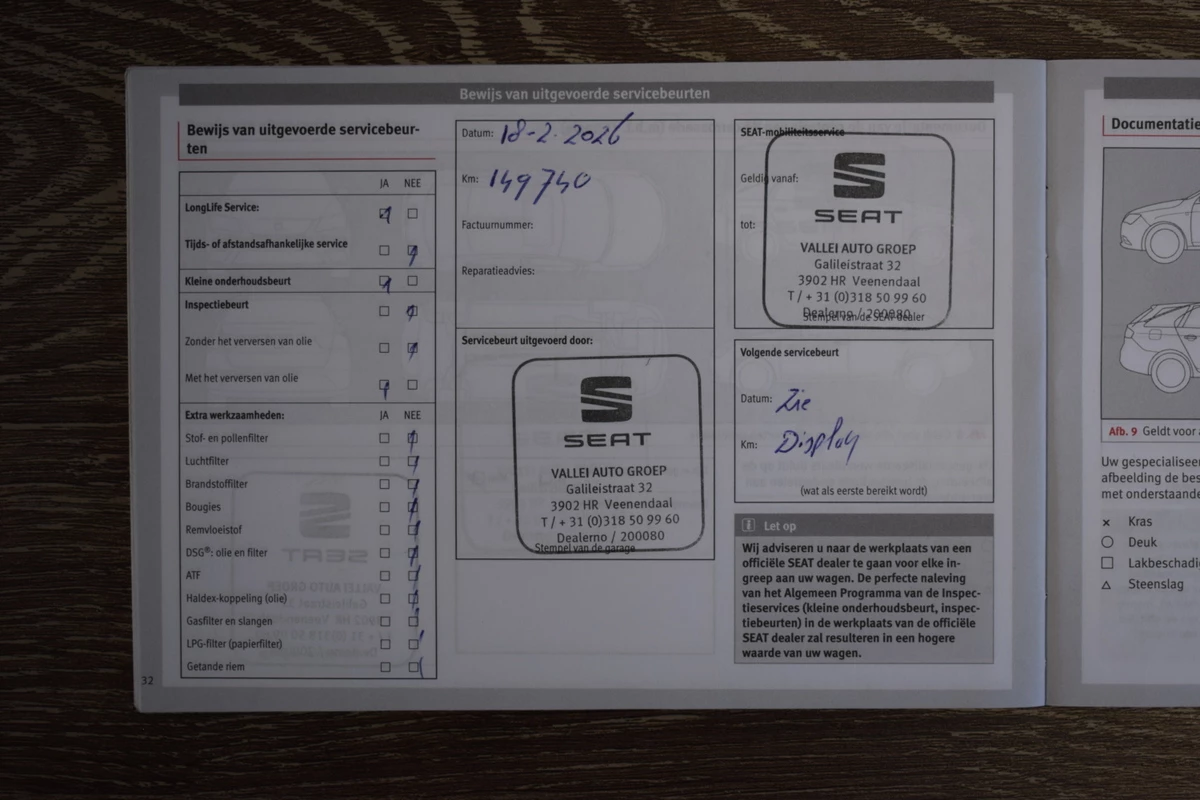 Bewijs van uitgevoerde servicebeurten
Bewijs van uitgevoerde servicebeur-
ten
JA NEE
LongLife Service:
Tijds- of afstandsafhankelijke service
Kleine onderhoudsbeurt
Inspectiebeurt
Zonder het verversen van olie
Met het verversen van olie
Extra werkzaamheden: JA NEE
Stof- en pollenfilter
Luchtfilter
Brandstoffilter
Bougies
Remvloeistof
DSG®: olie en filter
ATF
Haldex-koppeling (olie)
Gasfilter en slangen
LPG-filter (papierfilter)
Getande riem
32
Datum: 18-2-2026
Km: 149740
Factuurnummer:
Reparatieadvies:
Servicebeurt uitgevoerd door:
SEAT
VALLEI AUTO GROEP
Galileistraat 32
3902 HR Veenendaal
T / + 31 (0)318 50 99 60
Dealerno / 200080
Stempel van de garage
SEAT-mobiliteitsservice
Geldig vanaf:
tot:
SEAT
VALLEI AUTO GROEP
Galileistraat 32
3902 HR Veenendaal
T / + 31 (0)318 50 99 60
Dealerno / 200080
Stempel van de SEAT dealer
Volgende servicebeurt
Datum: Zie
Km: Display
(wat als eerste bereikt wordt)
Let op
Wij adviseren u naar de werkplaats van een
officiële SEAT dealer te gaan voor elke in-
greep aan uw wagen. De perfecte naleving
van het Algemeen Programma van de Inspec-
tieservices (kleine onderhoudsbeurt, inspec-
tiebeurten) in de werkplaats van de officiële
SEAT dealer zal resulteren in een hogere
waarde van uw wagen.
Documentatie
Afb. 9 Geldt voor
Uw gespecialiseer
afbeelding de bes
met onderstaande
Kras
Deuk
Lakbeschadi
Steenslag